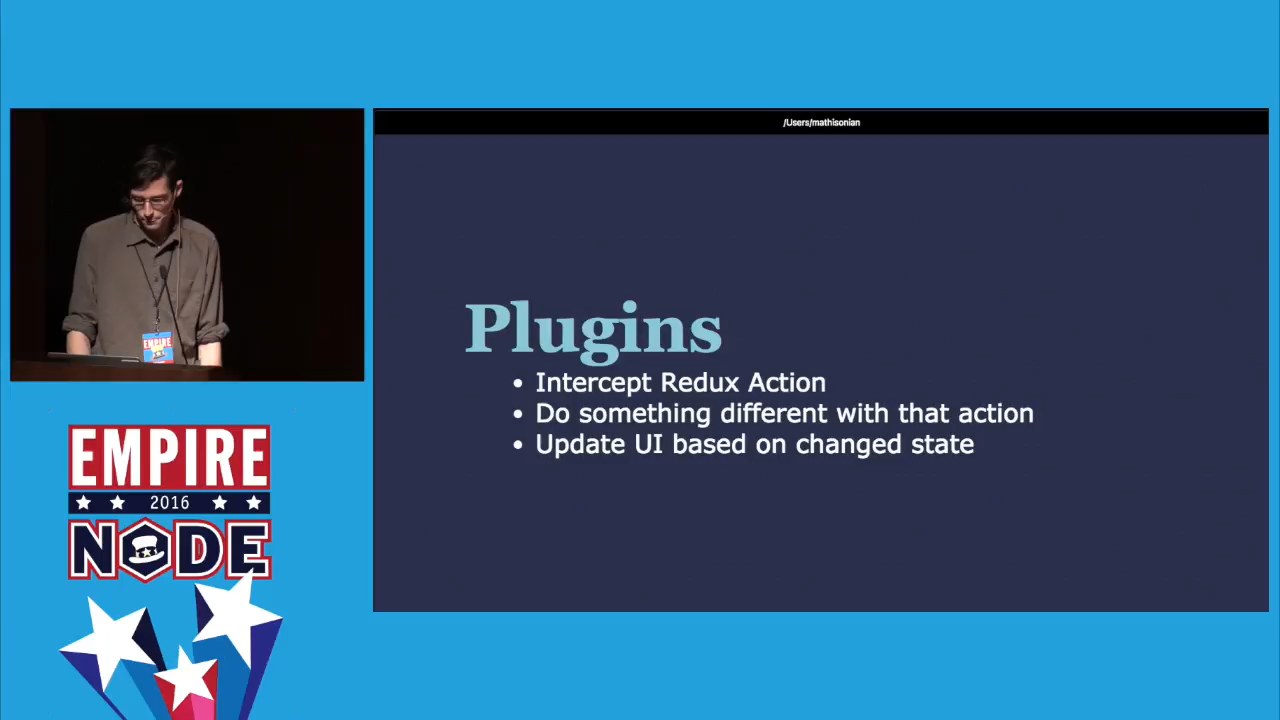 /Users/mathisonian
Plugins
• Intercept Redux Action
• Do something different with that action
• Update UI based on changed state
EMPIRE
EMPIRE
2016
NODE